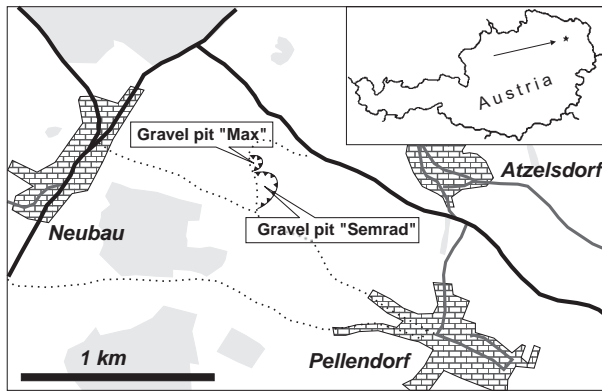 Austria
Gravel pit "Max"
Atzelsdorf
Neubau
Gravel pit "Semrad"
1 km
Pellendorf